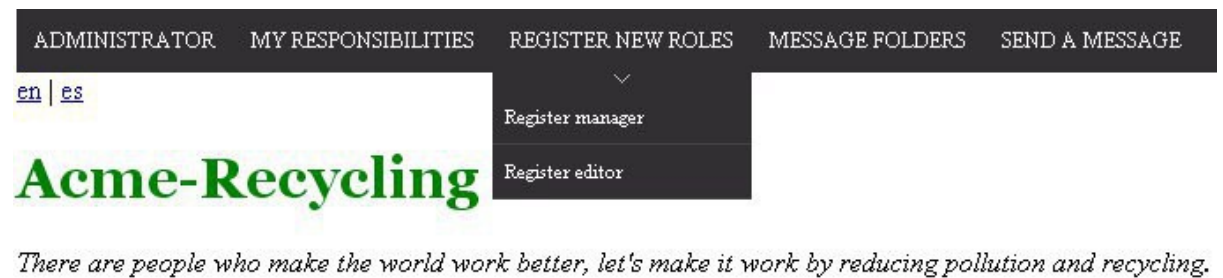 ADMINISTRATOR MY RESPONSIBILITIES REGISTER NEW ROLES MESSAGE FOLDERS SEND A MESSAGE
en | es
Register manager
Register editor
Acme-Recycling
There are people who make the world work better, let's make it work by reducing pollution and recycling.